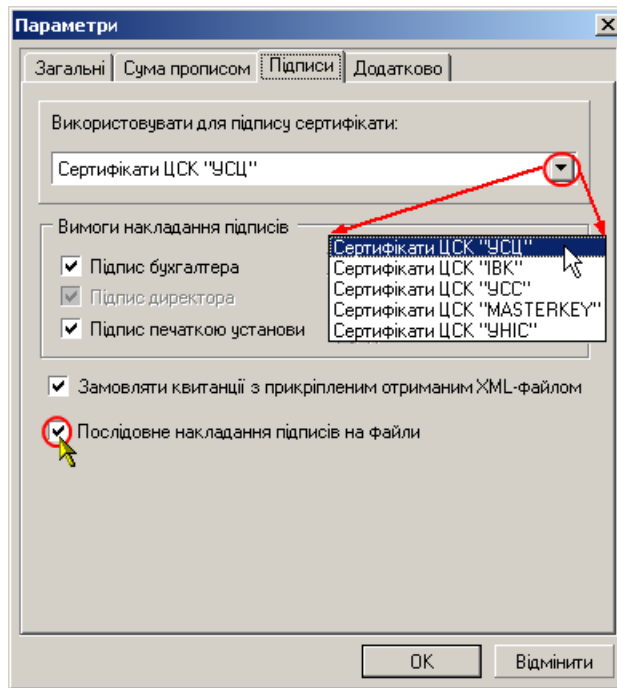 Параметри
Загальні
Сума прописом
Підписи
Додатково
Використовувати для підпису сертифікати:
Сертифікати ЦСК "УСЦ"
Вимоги накладання підписів
Сертифікати ЦСК "УСЦ"
Сертифікати ЦСК "ІВК"
Сертифікати ЦСК "УСС"
Сертифікати ЦСК "MASTERKEY"
Сертифікати ЦСК "УНІС"
Підпис бухгалтера
Підпис директора
Підпис печаткою установи
Замовляти квитанції з прикріпленим отриманим XML-файлом
Послідовне накладання підписів на файли
OK
Відмінити